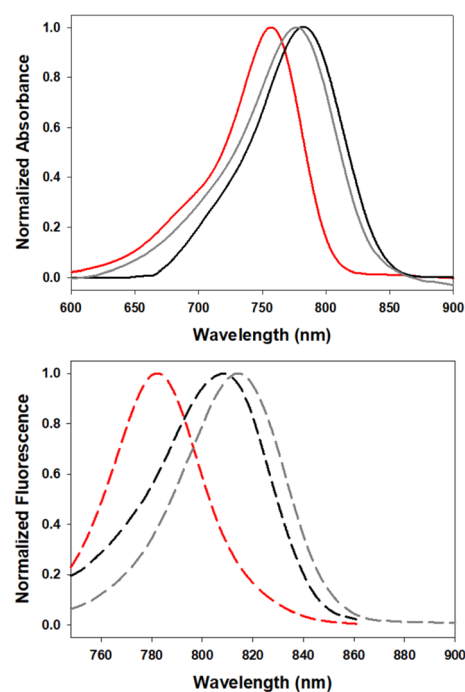 Normalized Absorbance
1.0
0.8
0.6
0.4
0.2
0.0
600 650 700 750 800 850 900
Wavelength (nm)
Normalized Fluorescence
1.0
0.8
0.6
0.4
0.2
0.0
760 780 800 820 840 860 880 900
Wavelength (nm)